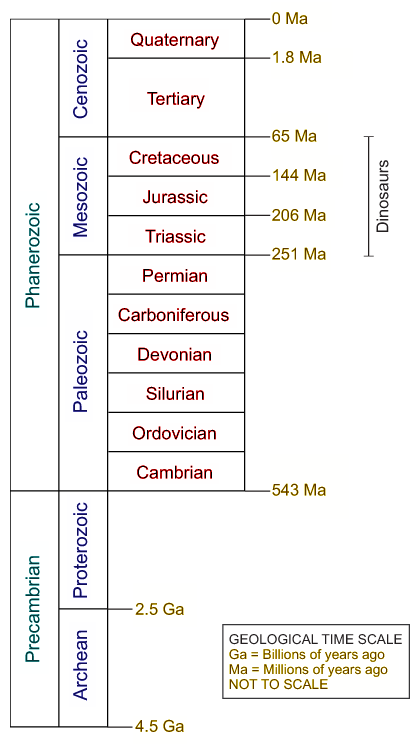 0 Ma
Quaternary
1.8 Ma
Cenozoic
Tertiary
65 Ma
Cretaceous
144 Ma
Mesozoic
Jurassic
Dinosaurs
206 Ma
Triassic
251 Ma
Phanerozoic
Permian
Carboniferous
Devonian
Paleozoic
Silurian
Ordovician
Cambrian
543 Ma
Proterozoic
Precambrian
2.5 Ga
Archean
4.5 Ga
GEOLOGICAL TIME SCALE
Ga = Billions of years ago
Ma = Millions of years ago
NOT TO SCALE